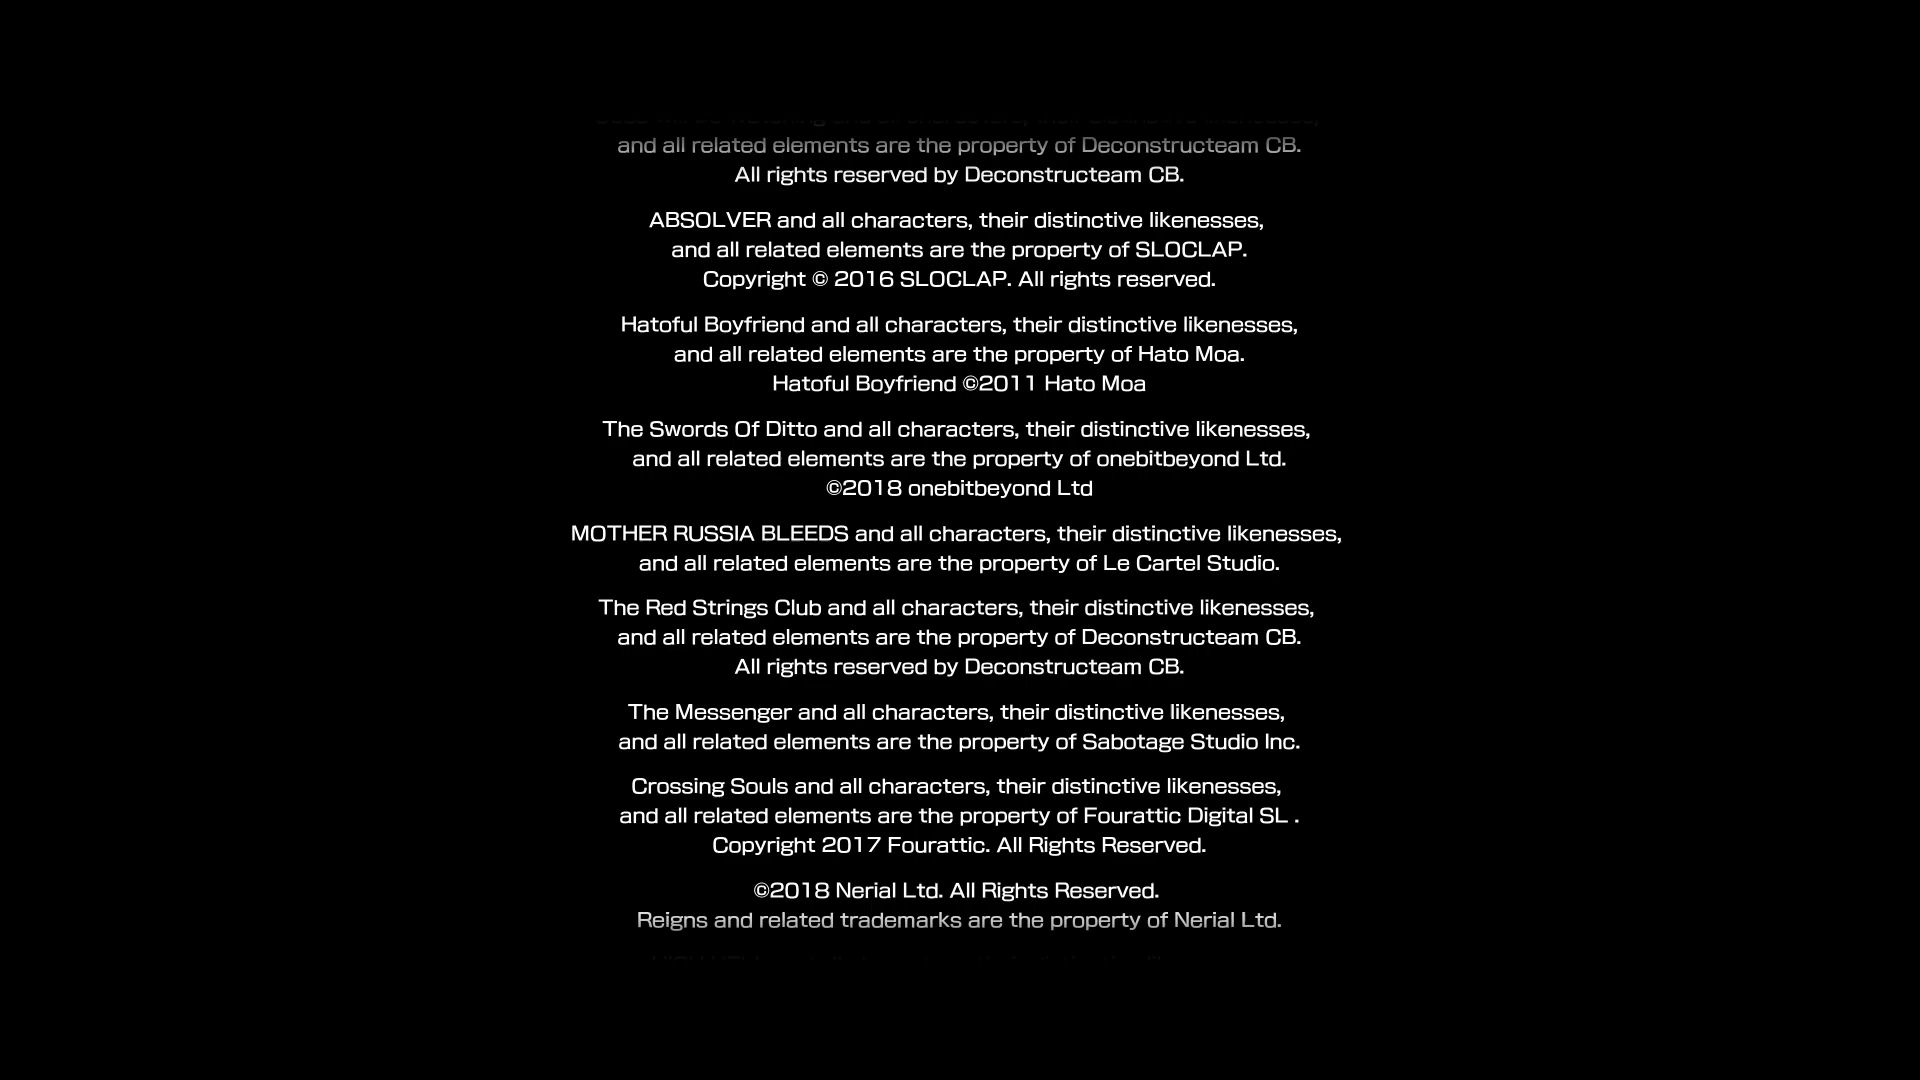 and all related elements are the property of Deconstructeam CB.
All rights reserved by Deconstructeam CB.
ABSOLVER and all characters, their distinctive likenesses,
and all related elements are the property of SLOCLAP.
Copyright © 2016 SLOCLAP. All rights reserved.
Hatoful Boyfriend and all characters, their distinctive likenesses,
and all related elements are the property of Hato Moa.
Hatoful Boyfriend ©2011 Hato Moa
The Swords Of Ditto and all characters, their distinctive likenesses,
and all related elements are the property of onebitbeyond Ltd.
©2018 onebitbeyond Ltd
MOTHER RUSSIA BLEEDS and all characters, their distinctive likenesses,
and all related elements are the property of Le Cartel Studio.
The Red Strings Club and all characters, their distinctive likenesses,
and all related elements are the property of Deconstructeam CB.
All rights reserved by Deconstructeam CB.
The Messenger and all characters, their distinctive likenesses,
and all related elements are the property of Sabotage Studio Inc.
Crossing Souls and all characters, their distinctive likenesses,
and all related elements are the property of Fourattic Digital SL .
Copyright 2017 Fourattic. All Rights Reserved.
©2018 Nerial Ltd. All Rights Reserved.
Reigns and related trademarks are the property of Nerial Ltd.